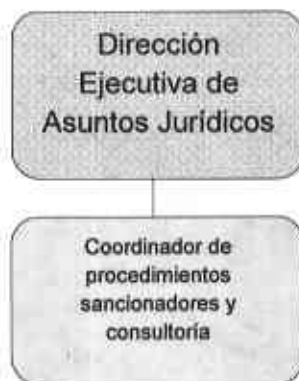 Dirección
Ejecutiva de
Asuntos Jurídicos
Coordinador de
procedimientos
sancionadores y
consultoría